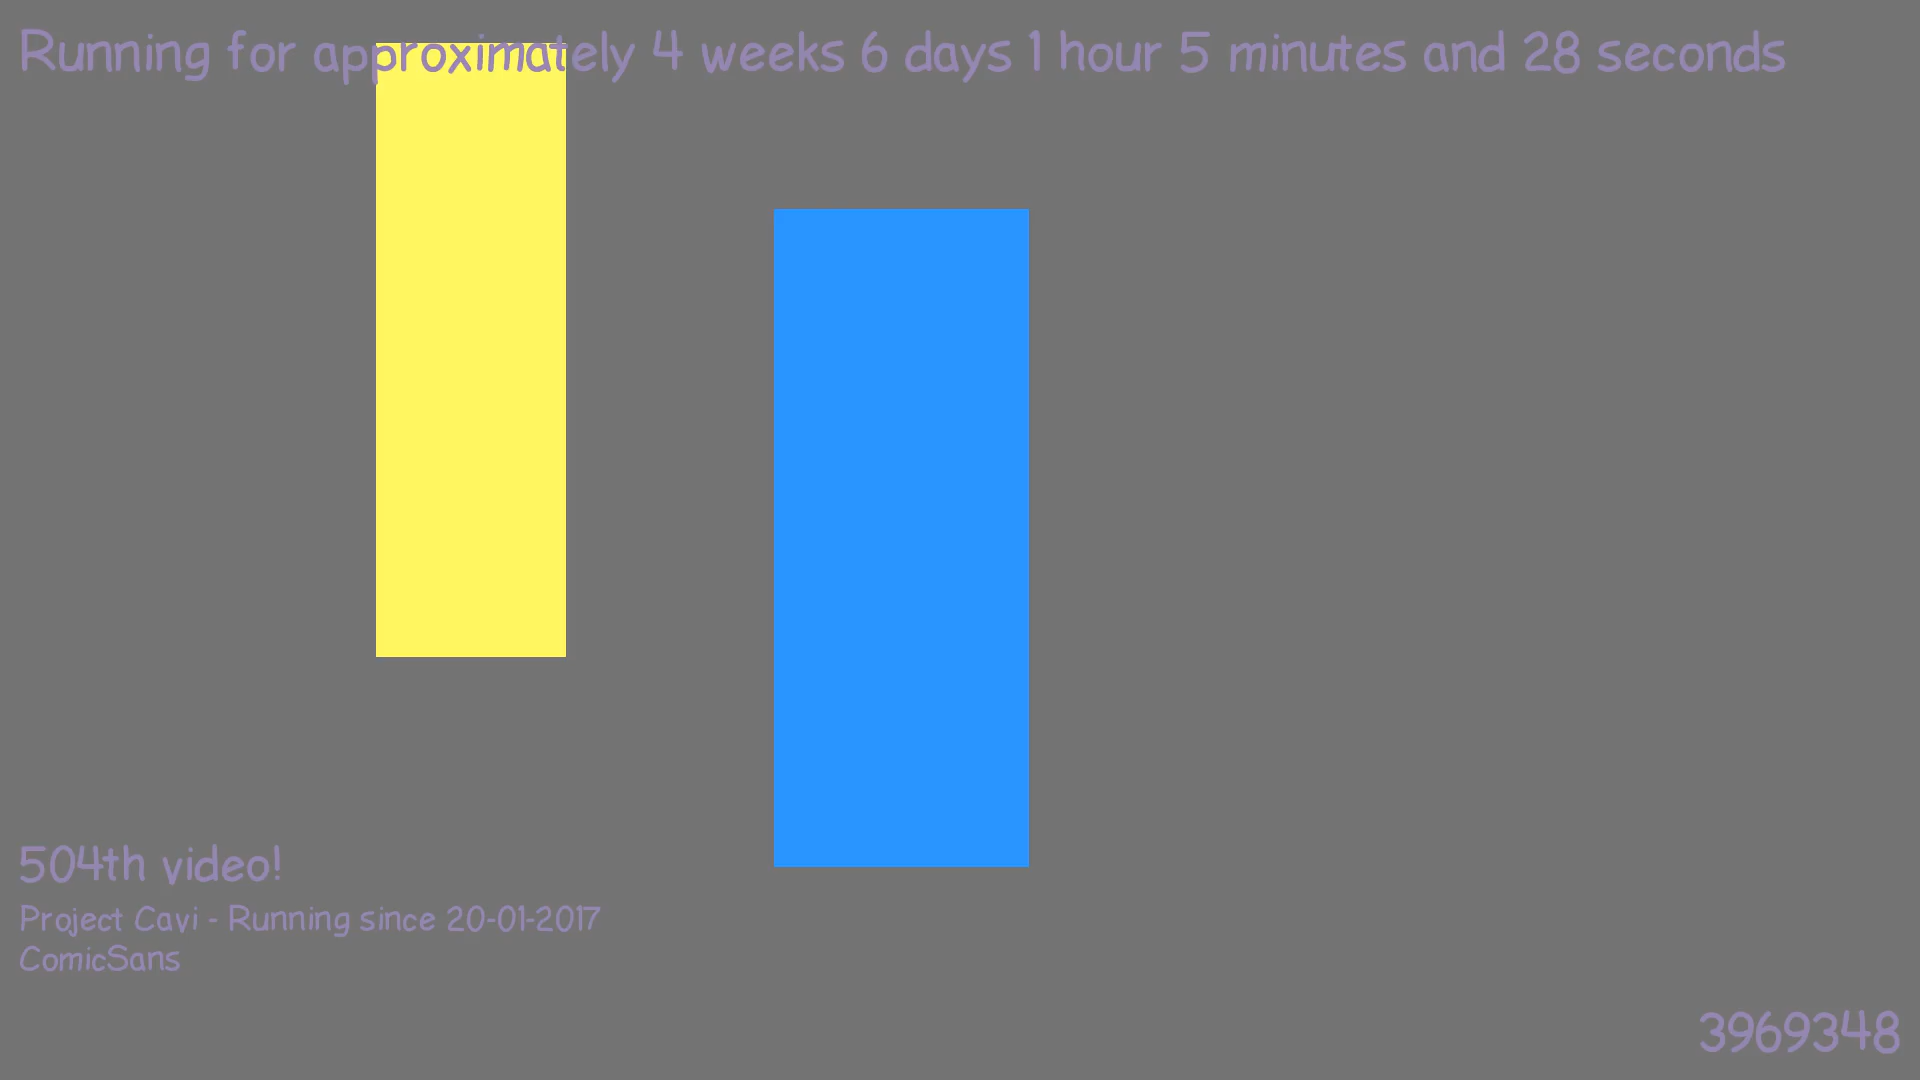 Running for approximately 4 weeks 6 days 1 hour 5 minutes and 28 seconds
504th video!
Project Cavi - Running since 20-01-2017
ComicSans
3969348